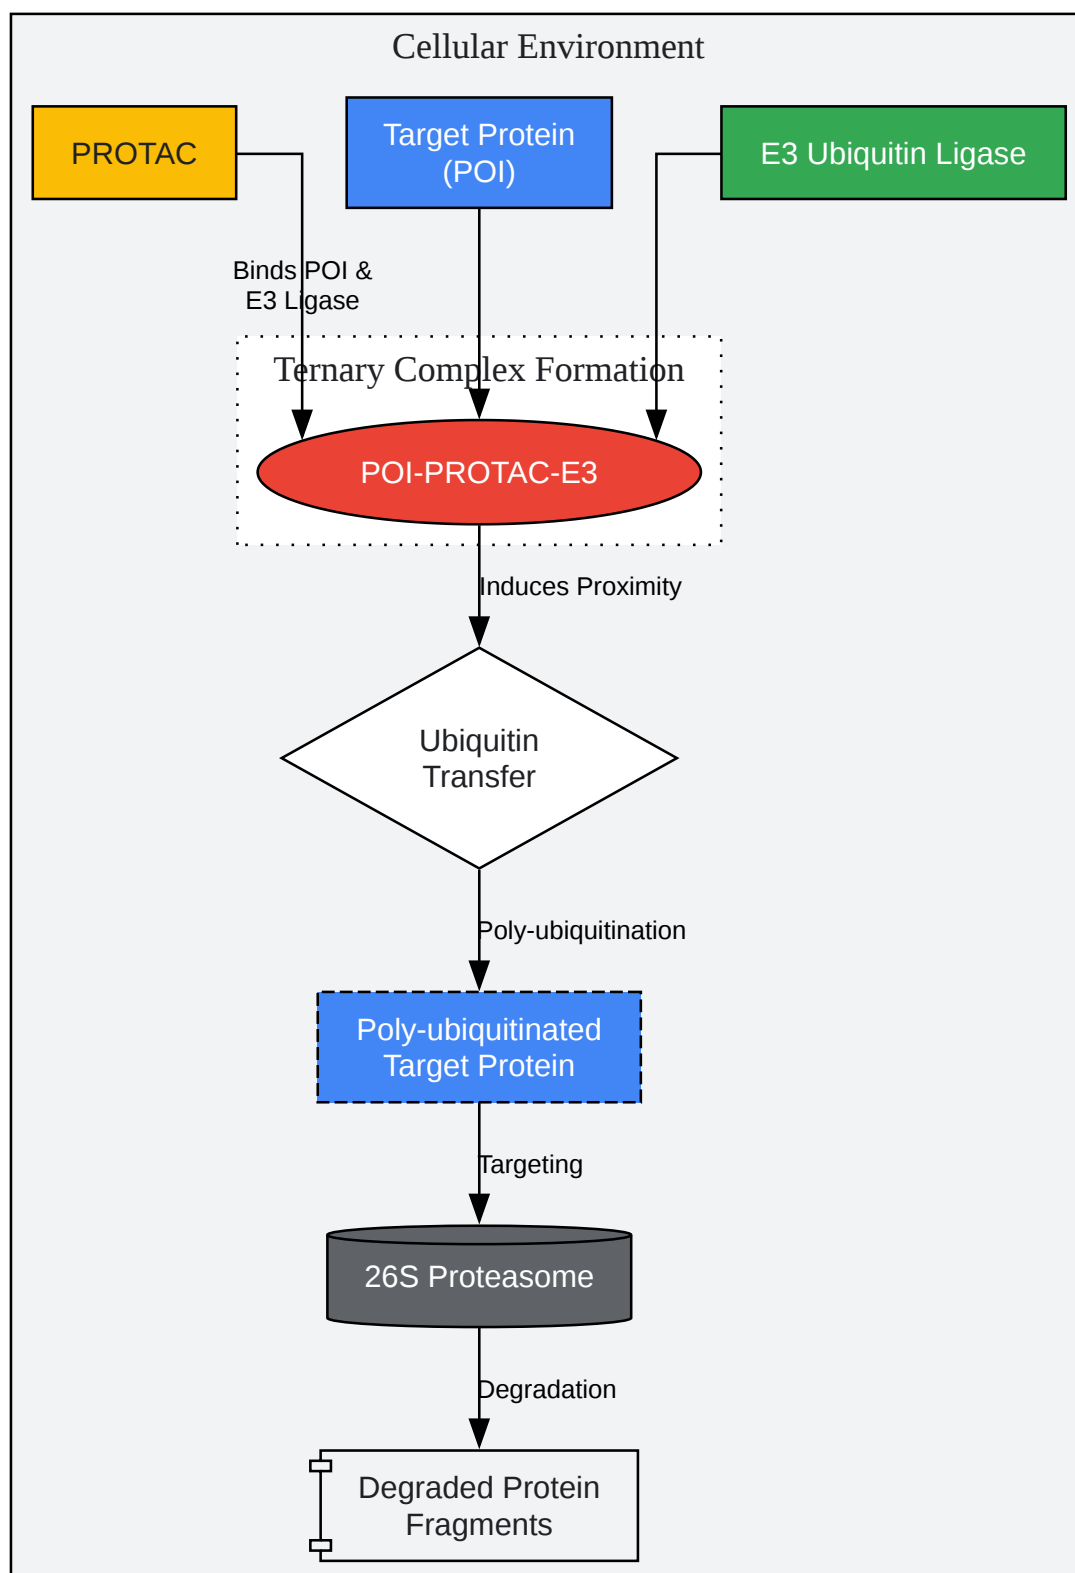 Cellular Environment
PROTAC
Target Protein
(POI)
E3 Ubiquitin Ligase
Binds POI &
E3 Ligase
Ternary Complex Formation
POI-PROTAC-E3
Induces Proximity
Ubiquitin
Transfer
Poly-ubiquitination
Poly-ubiquitinated
Target Protein
Targeting
26S Proteasome
Degradation
Degraded Protein
Fragments